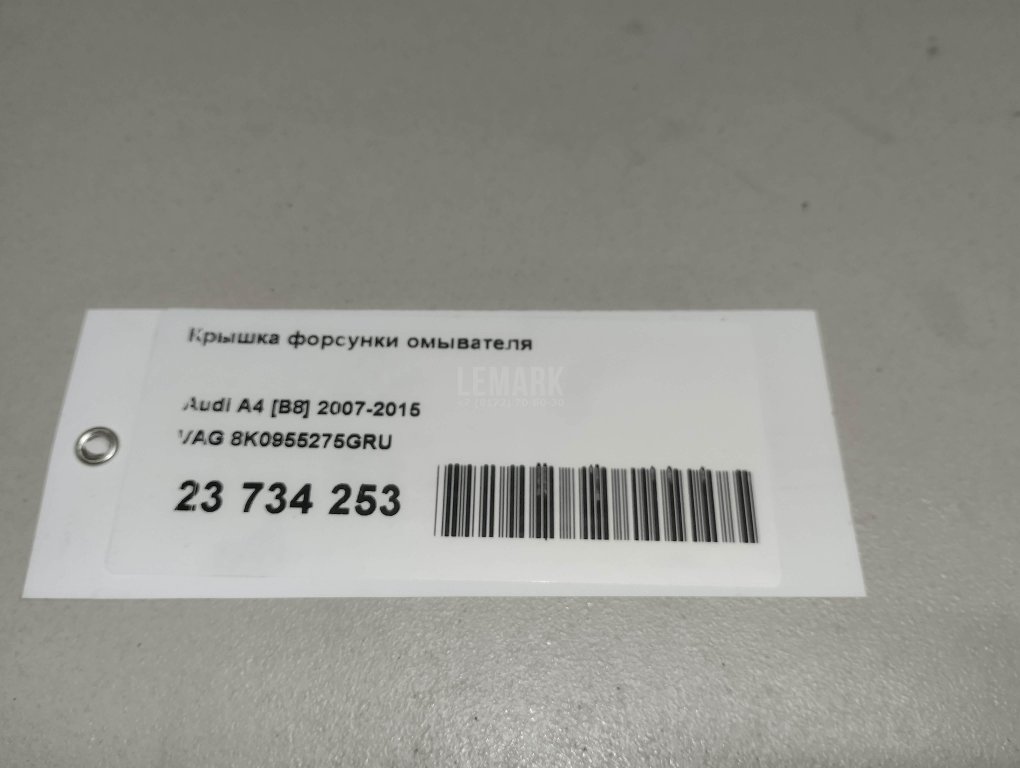 Крышка форсунки омывателя
LEMARK
Audi A4 [B8] 2007-2015
VAG 8K0955275GRU
23 734 253